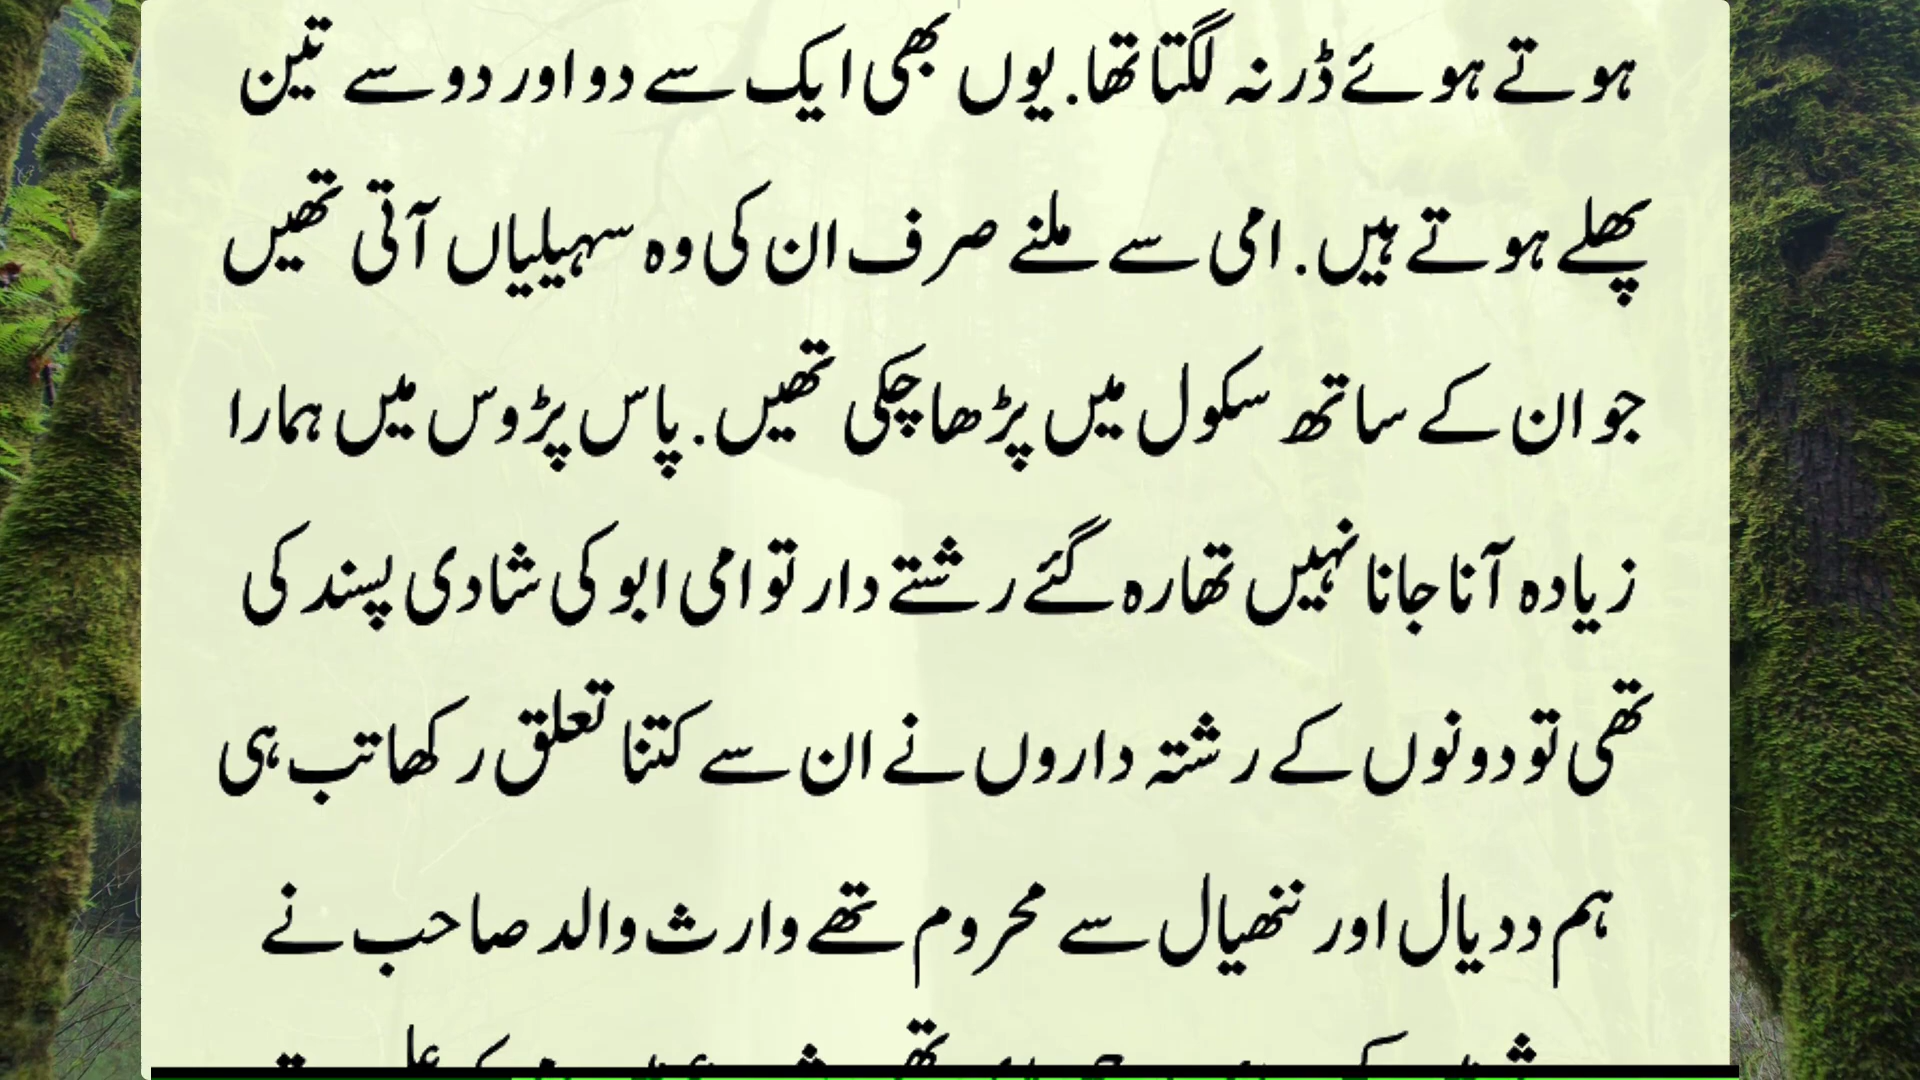 ہوتے ہوئے ڈر نہ لگتا تھا. یوں بھی ایک سے دو اور دو سے تین
پھلے ہوتے ہیں. امی سے ملنے صرف ان کی وہ سہیلیاں آتی تھیں
جو ان کے ساتھ سکول میں پڑھا چکی تھیں. پاس پڑوس میں ہمارا
زیادہ آنا جانا نہیں تھا رہ گئے رشتے دار تو امی ابو کی شادی پسند کی
تھی تو دونوں کے رشتہ داروں نے ان سے کتنا تعلق رکھا تب ہی
ہم ددیال اور ننھیال سے محروم تھے وارث والد صاحب نے